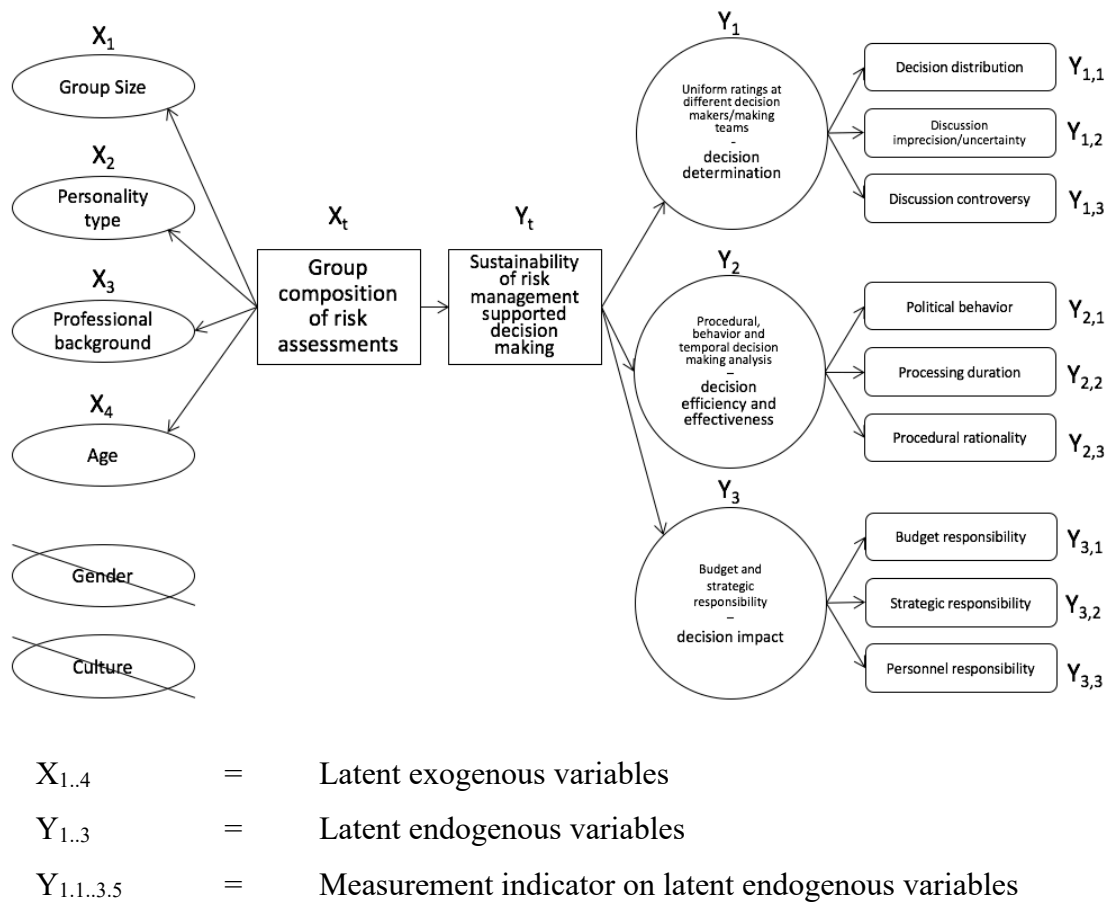 X1
Group Size
X2
Personality
type
X3
Professional
background
X4
Age
Gender
Culture
Xt
Group
composition
of risk
assessments
Yt
Sustainability
of risk
management
supported
decision
making
Y1
Uniform ratings at
different decision
makers/making
teams
-
decision
determination
Y2
Procedural,
behavior and
temporal decision
making analysis
–
decision
efficiency and
effectiveness
Y3
Budget and
strategic
responsibility
–
decision impact
Decision distribution
Y1,1
Discussion
imprecision/uncertainty
Y1,2
Discussion controversy
Y1,3
Political behavior
Y2,1
Processing duration
Y2,2
Procedural rationality
Y2,3
Budget responsibility
Y3,1
Strategic responsibility
Y3,2
Personnel responsibility
Y3,3
X1..4 = Latent exogenous variables
Y1..3 = Latent endogenous variables
Y1.1..3.5 = Measurement indicator on latent endogenous variables